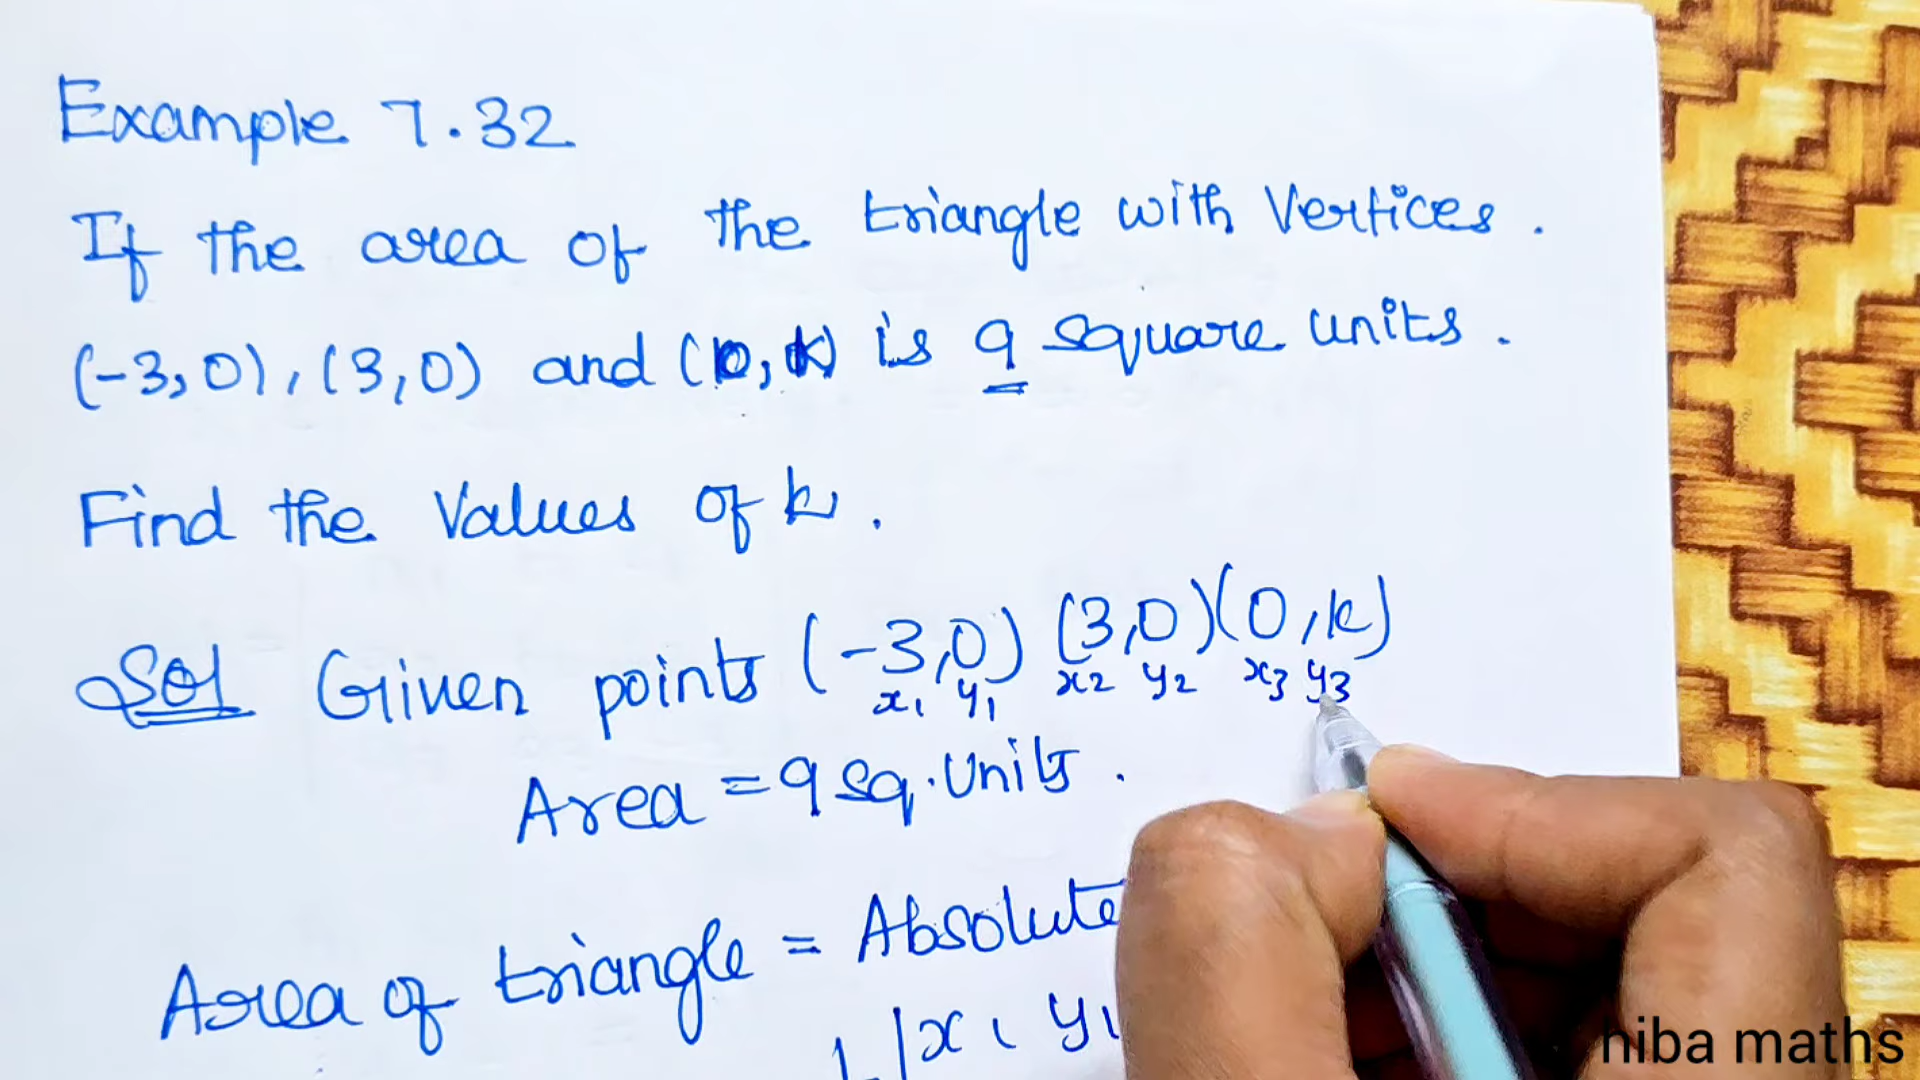 Example 7.32
If the area of the triangle with Vertices.
(-3,0), (3,0) and (0,k) is 9 square units.
Find the Values of k.
Sol Given points (-3,0) (3,0)(0,k)
x1 y1 x2 y2 x3 y3
Area = 9 sq. Units.
Area of triangle = Absolute
x1 y1
hiba maths